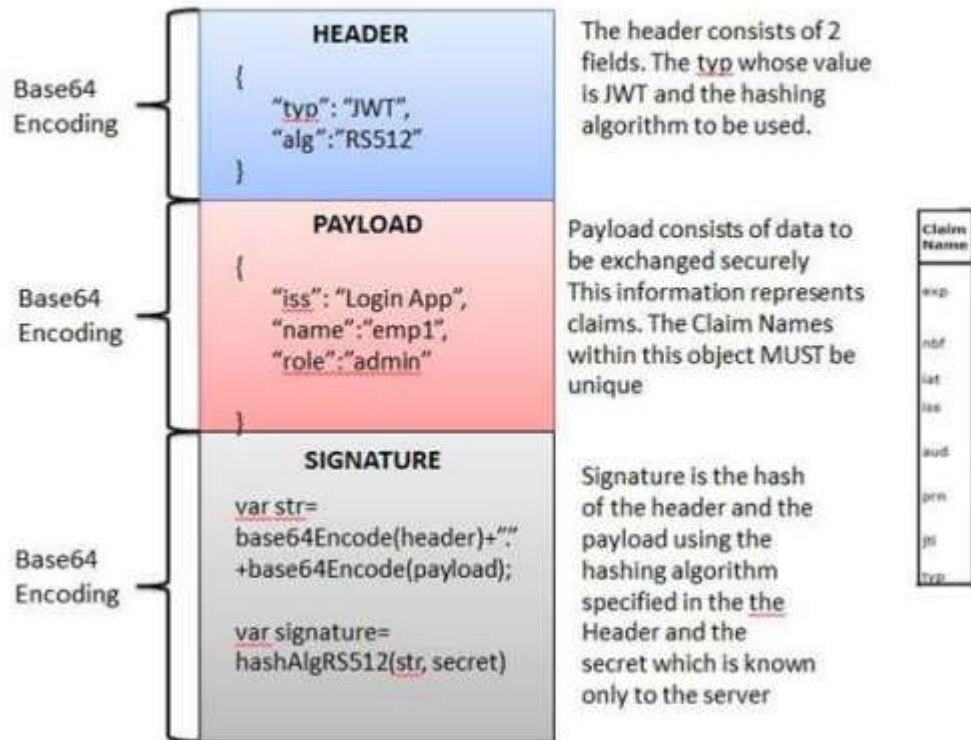 HEADER
{
"typ": "JWT",
"alg":"RS512"
}
Base64
Encoding
The header consists of 2
fields. The typ whose value
is JWT and the hashing
algorithm to be used.
PAYLOAD
{
"iss": "Login App",
"name":"emp1",
"role":"admin"
}
Base64
Encoding
Payload consists of data to
be exchanged securely
This information represents
claims. The Claim Names
within this object MUST be
unique
SIGNATURE
var str=
base64Encode(header)+"."
+base64Encode(payload);
var signature=
hashAlgRS512(str, secret)
Base64
Encoding
Signature is the hash
of the header and the
payload using the
hashing algorithm
specified in the the
Header and the
secret which is known
only to the server
Claim
Name
exp
nbf
iat
iss
aud
prn
jti
typ